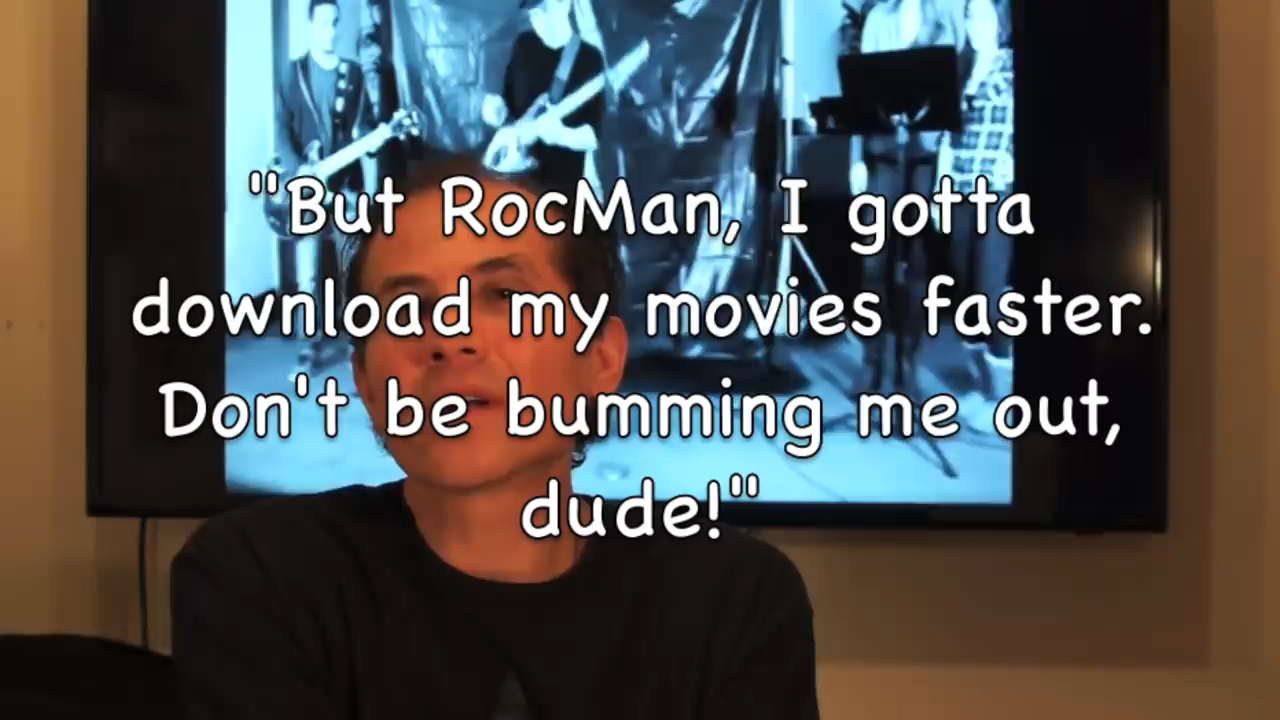 "But RocMan, I gotta
download my movies faster.
Don't be bumming me out,
dude!"